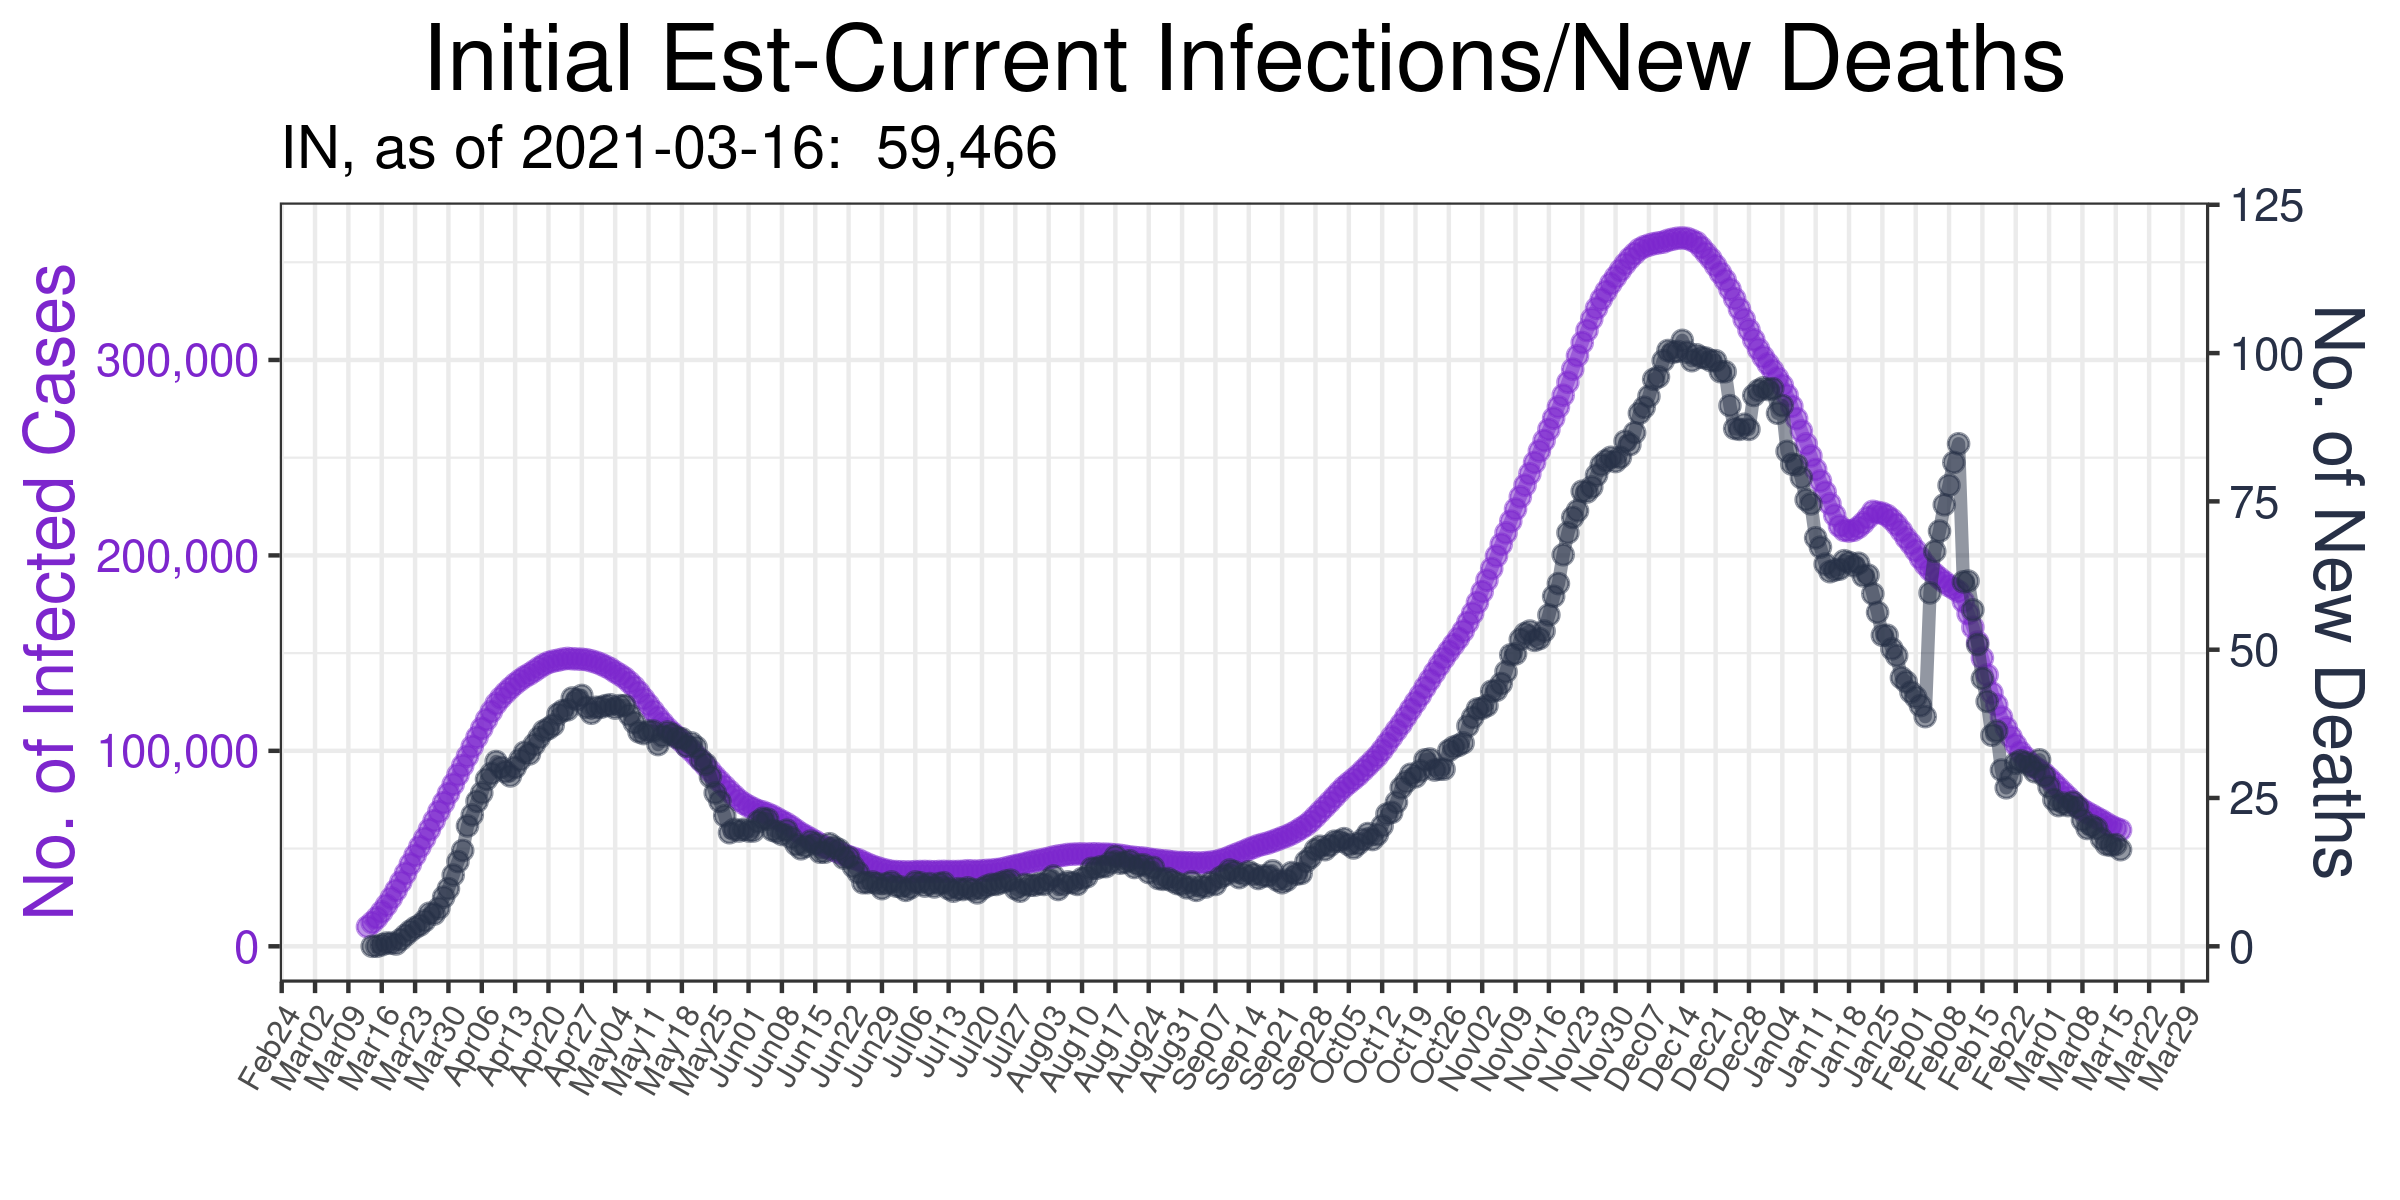 Initial Est-Current Infections/New Deaths
IN, as of 2021-03-16:  59,466
No. of Infected Cases
300,000
200,000
100,000
0
125
100
75
50
25
0
No. of New Deaths
Feb24
Mar02
Mar09
Mar16
Mar23
Mar30
Apr06
Apr13
Apr20
Apr27
May04
May11
May18
May25
Jun01
Jun08
Jun15
Jun22
Jun29
Jul06
Jul13
Jul20
Jul27
Aug03
Aug10
Aug17
Aug24
Aug31
Sep07
Sep14
Sep21
Sep28
Oct05
Oct12
Oct19
Oct26
Nov02
Nov09
Nov16
Nov23
Nov30
Dec07
Dec14
Dec21
Dec28
Jan04
Jan11
Jan18
Jan25
Feb01
Feb08
Feb15
Feb22
Mar01
Mar08
Mar15
Mar22
Mar29